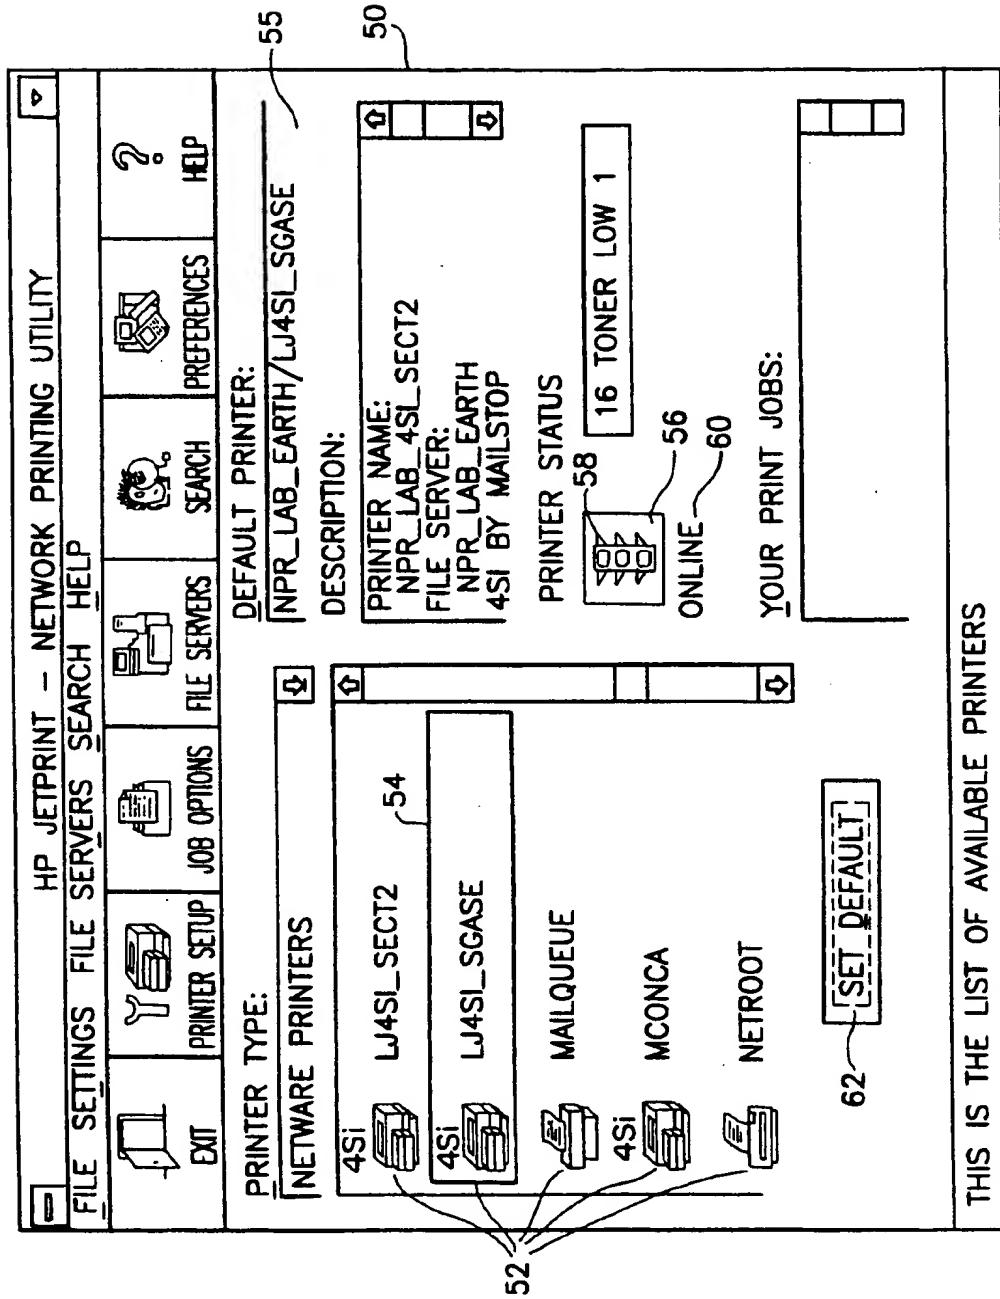 HP JETPRINT – NETWORK PRINTING UTILITY
FILE SETTINGS FILE SERVERS SEARCH HELP
EXIT
PRINTER SETUP
JOB OPTIONS
FILE SERVERS
SEARCH
PREFERENCES
?
HELP
PRINTER TYPE:
NETWARE PRINTERS
4Si
LJ4SI_SECT2
54
4Si
LJ4SI_SGASE
MAILQUEUE
4Si
MCONCA
NETROOT
52
62
SET DEFAULT
DEFAULT PRINTER:
NPR_LAB_EARTH/LJ4SI_SGASE
55
DESCRIPTION:
50
PRINTER NAME:
NPR_LAB_4SI_SECT2
FILE SERVER:
NPR_LAB_EARTH
4SI BY MAILSTOP
PRINTER STATUS
58
16 TONER LOW 1
56
ONLINE
60
YOUR PRINT JOBS:
THIS IS THE LIST OF AVAILABLE PRINTERS